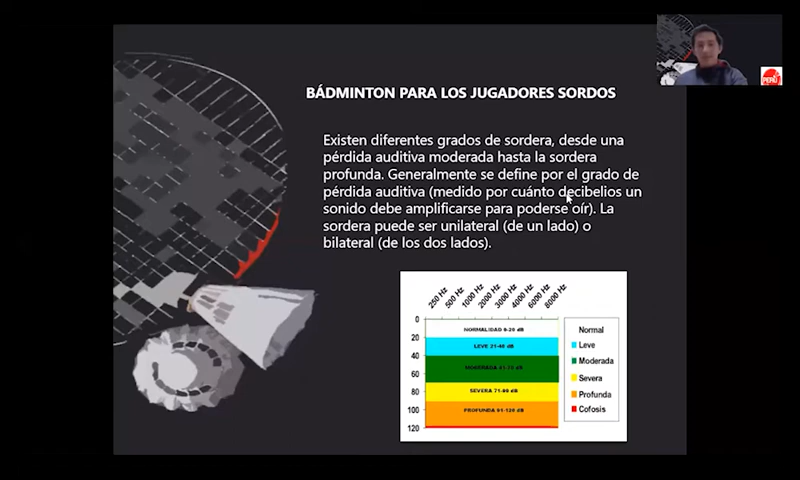 BÁDMINTON PARA LOS JUGADORES SORDOS
PERÚ
Existen diferentes grados de sordera, desde una
pérdida auditiva moderada hasta la sordera
profunda. Generalmente se define por el grado de
pérdida auditiva (medido por cuánto decibelios un
sonido debe amplificarse para poderse oír). La
sordera puede ser unilateral (de un lado) o
bilateral (de los dos lados).
250 Hz
500 Hz
1000 Hz
2000 Hz
3000 Hz
4000 Hz
6000 Hz
8000 Hz
0
20
40
60
80
100
120
NORMALIDAD 0-20 dB
LEVE 21-40 dB
MODERADA 41-70 dB
SEVERA 71-90 dB
PROFUNDA 91-120 dB
Normal
Leve
Moderada
Severa
Profunda
Cofosis